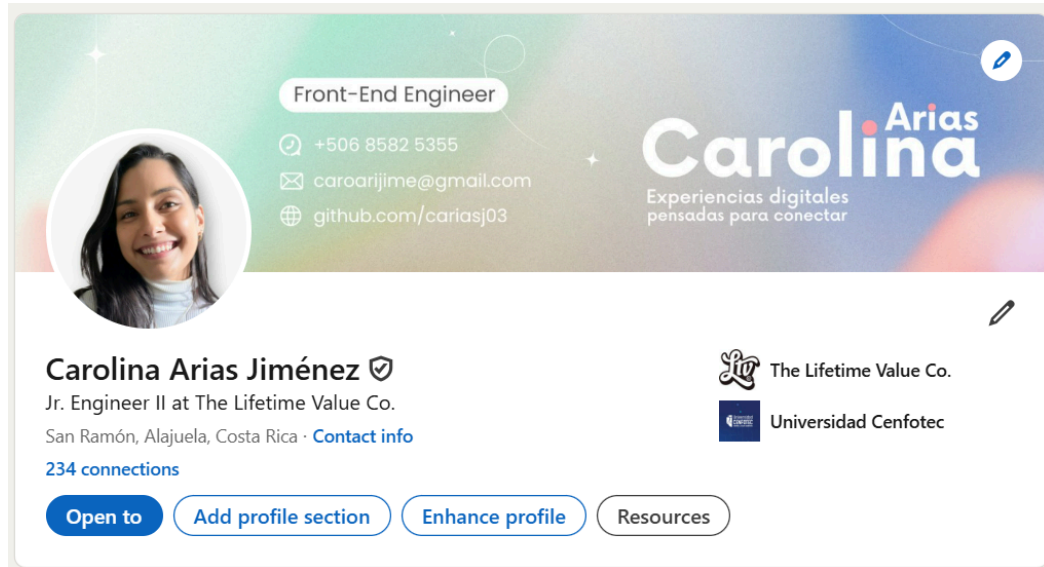 Front-End Engineer
+506 8582 5355
caroarijime@gmail.com
github.com/cariasj03
Carolina
Arias
Experiencias digitales
pensadas para conectar
Carolina Arias Jiménez
Jr. Engineer II at The Lifetime Value Co.
San Ramón, Alajuela, Costa Rica · Contact info
234 connections
Open to
Add profile section
Enhance profile
Resources
Ltv
The Lifetime Value Co.
Universidad Cenfotec